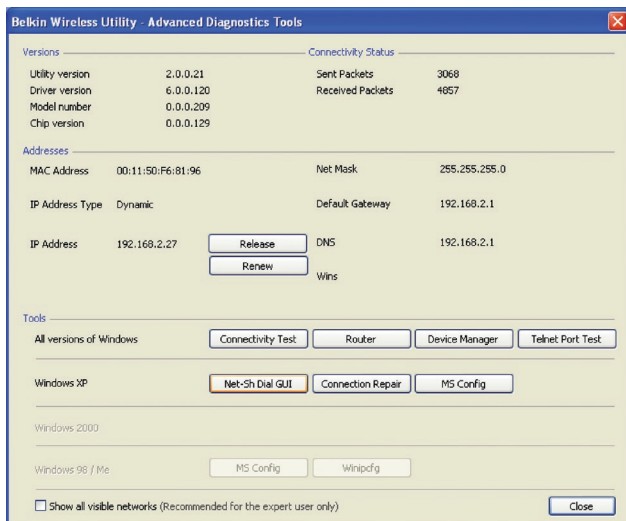 Belkin Wireless Utility - Advanced Diagnostics Tools
Versions
Connectivity Status
Utility version 2.0.0.21
Sent Packets 3068
Driver version 6.0.0.120
Received Packets 4857
Model number 0.0.0.209
Chip version 0.0.0.129
Addresses
MAC Address 00:11:50:F6:81:96
Net Mask 255.255.255.0
IP Address Type Dynamic
Default Gateway 192.168.2.1
IP Address 192.168.2.27 Release
DNS 192.168.2.1
Renew
Wins
Tools
All versions of Windows Connectivity Test Router Device Manager Telnet Port Test
Windows XP Net-Sh Dial GUI Connection Repair MS Config
Windows 2000
Windows 98 / Me MS Config Winipcfg
Show all visible networks (Recommended for the expert user only) Close